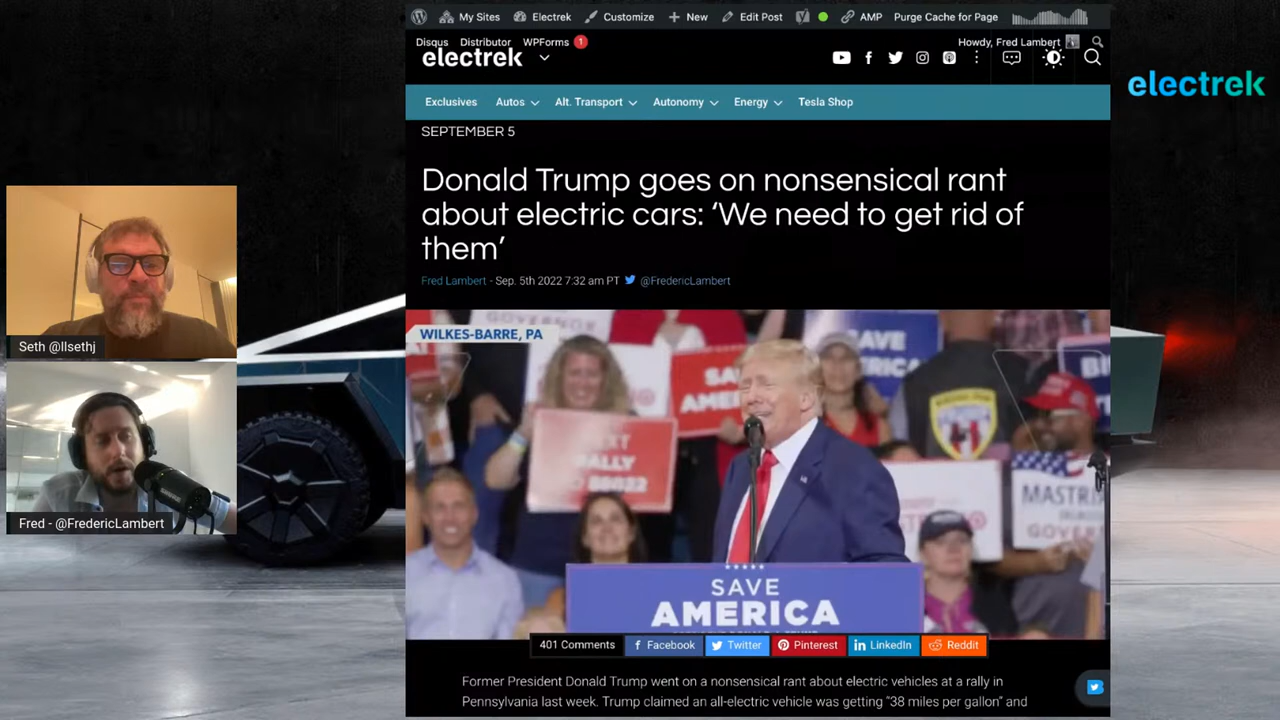 My Sites Electrek Customize New Edit Post AMP Purge Cache for Page
Disqus Distributor WPForms 1 Howdy, Fred Lambert
electrek
electrek
Exclusives Autos Alt. Transport Autonomy Energy Tesla Shop
SEPTEMBER 5
Donald Trump goes on nonsensical rant
about electric cars: ‘We need to get rid of
them’
Fred Lambert - Sep. 5th 2022 7:32 am PT @FredericLambert
WILKES-BARRE, PA
SAVE
AMERICA
MASTRI
GOVE
SAVE
AMERICA
401 Comments Facebook Twitter Pinterest LinkedIn Reddit
Former President Donald Trump went on a nonsensical rant about electric vehicles at a rally in
Pennsylvania last week. Trump claimed an all-electric vehicle was getting “38 miles per gallon” and
Seth @llsethj
Fred - @FredericLambert